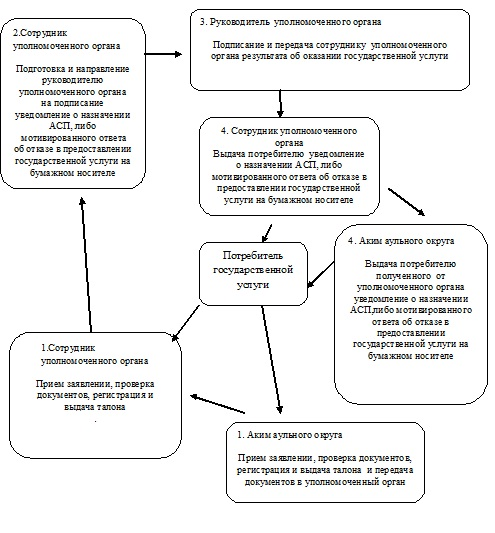 2.Сотрудник
уполномоченого органа
Подготовка и направление
руководителю
уполномоченого органа
на подписание
уведомление о назначении
АСП, либо
мотивированного ответа
об отказе в предоставлении
государственной услуги на
бумажном носителе
3. Руководитель уполномоченного органа
Подписание и передача сотруднику уполномоченного
органа результата об оказании государственной услуги
4. Сотрудник уполномоченного
органа
Выдача потребителю уведомление
о назначении АСП, либо
мотивированного ответа об отказе в
предоставлении государственной
услуги на бумажном носителе
4. Аким аульного округа
Выдача потребителю
полученного от
уполномоченного органа
уведомление о назначении
АСП,либо мотивированного
ответа об отказе в
предоставлении
государственной услуги на
бумажном носителе
Потребитель
государственной
услуги
1.Сотрудник
уполномоченого органа
Прием заявлении, проверка
документов, регистрация и
выдача талона
.
1. Аким аульного округа
Прием заявлении, проверка документов,
регистрация и выдача талона и передача
документов в уполномоченный орган